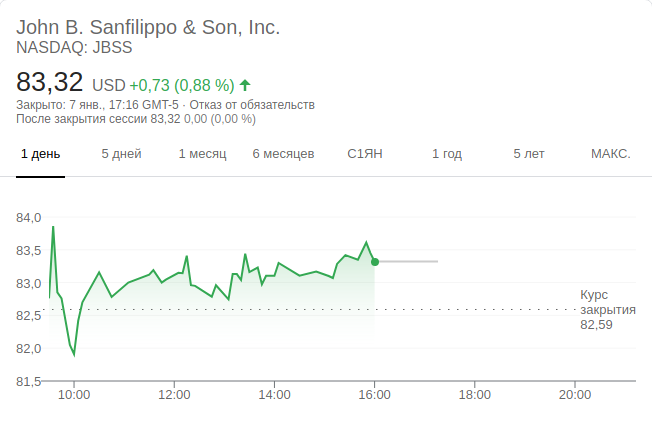 John B. Sanfilippo & Son, Inc.
NASDAQ: JBSS
83,32 USD +0,73 (0,88 %)
Закрыто: 7 янв., 17:16 GMT-5 · Отказ от обязательств
После закрытия сессии 83,32 0,00 (0,00 %)
1 день 5 дней 1 месяц 6 месяцев С1ЯН 1 год 5 лет МАКС.
84,0
83,5
83,0
Курс
82,5 закрытия
82,59
82,0
81,5
10:00 12:00 14:00 16:00 18:00 20:00